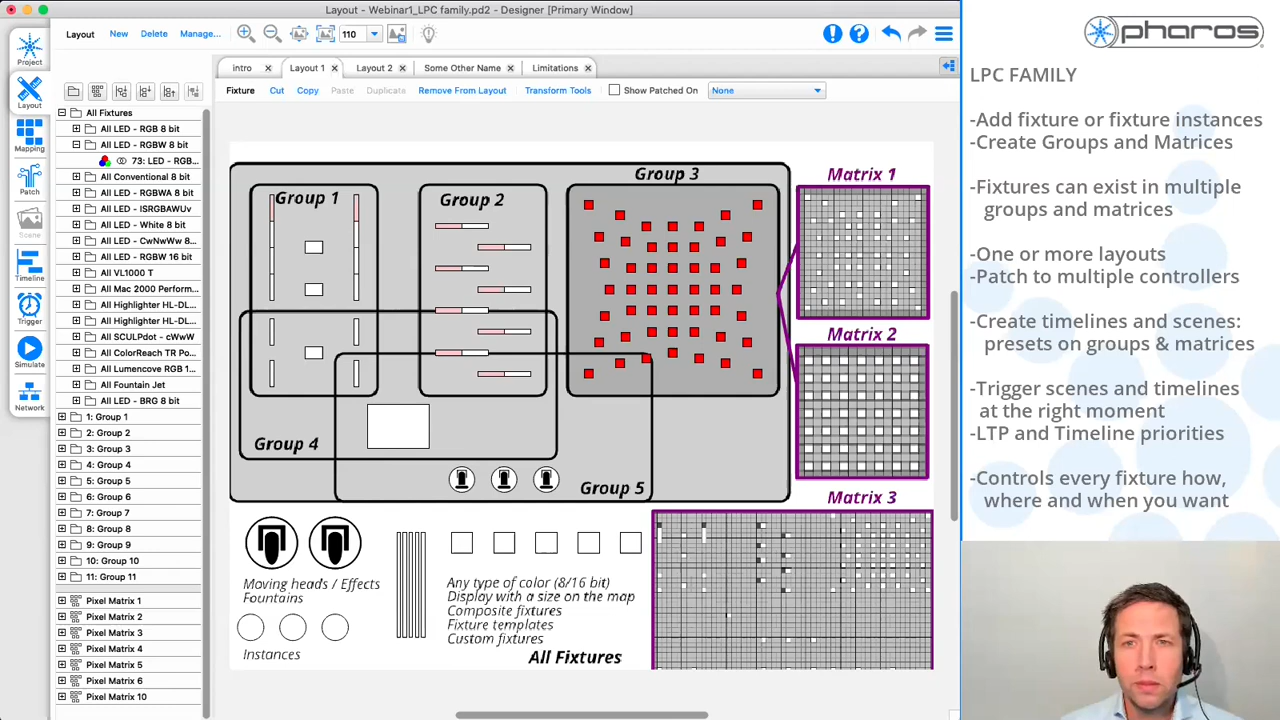 Layout - Webinar1_LPC family.pd2 - Designer [Primary Window]
Layout New Delete Manage...
110
Project
Layout
Mapping
Patch
Scene
Timeline
Trigger
Simulate
Network
intro
Layout 1
Layout 2
Some Other Name
Limitations
Fixture Cut Copy Paste Duplicate Remove From Layout Transform Tools Show Patched On None
All Fixtures
All LED - RGB 8 bit
All LED - RGBW 8 bit
73: LED - RGB...
All Conventional 8 bit
All LED - RGBWA 8 bit
All LED - ISRGBAWUv
All LED - White 8 bit
All LED - CwNwWw 8...
All LED - RGBW 16 bit
All VL1000 T
All Mac 2000 Perform...
All Highlighter HL-DL...
All Highlighter HL-DL...
All SCULPdot - cWwW
All ColorReach TR Po...
All Lumencove RGB 1...
All Fountain Jet
All LED - BRG 8 bit
1: Group 1
2: Group 2
3: Group 3
4: Group 4
5: Group 5
6: Group 6
7: Group 7
8: Group 8
9: Group 9
10: Group 10
11: Group 11
Pixel Matrix 1
Pixel Matrix 2
Pixel Matrix 3
Pixel Matrix 4
Pixel Matrix 5
Pixel Matrix 6
Pixel Matrix 10
Group 1
Group 2
Group 3
Group 4
Group 5
Matrix 1
Matrix 2
Matrix 3
Moving heads / Effects
Fountains
Instances
Any type of color (8/16 bit)
Display with a size on the map
Composite fixtures
Fixture templates
Custom fixtures
All Fixtures
pharos
LPC FAMILY
-Add fixture or fixture instances
-Create Groups and Matrices
-Fixtures can exist in multiple
groups and matrices
-One or more layouts
-Patch to multiple controllers
-Create timelines and scenes:
presets on groups & matrices
-Trigger scenes and timelines
at the right moment
-LTP and Timeline priorities
-Controls every fixture how,
where and when you want